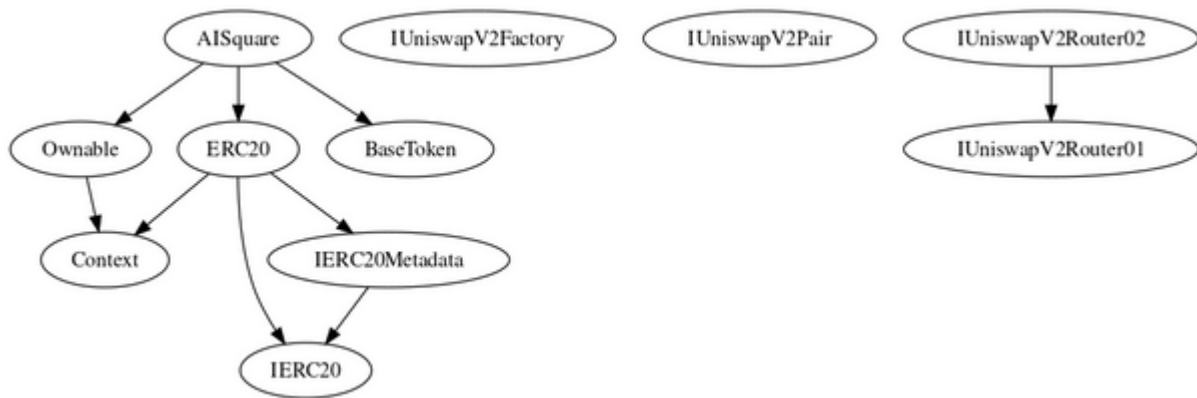 AISquare
IUniswapV2Factory
IUniswapV2Pair
IUniswapV2Router02
Ownable
ERC20
BaseToken
IUniswapV2Router01
Context
IERC20Metadata
IERC20